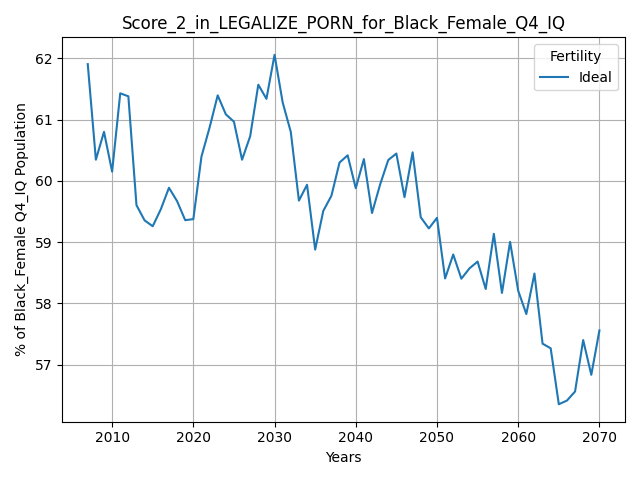 Score_2_in_LEGALIZE_PORN_for_Black_Female_Q4_IQ
Fertility
Ideal
% of Black_Female Q4_IQ Population
62
61
60
59
58
57
2010 2020 2030 2040 2050 2060 2070
Years